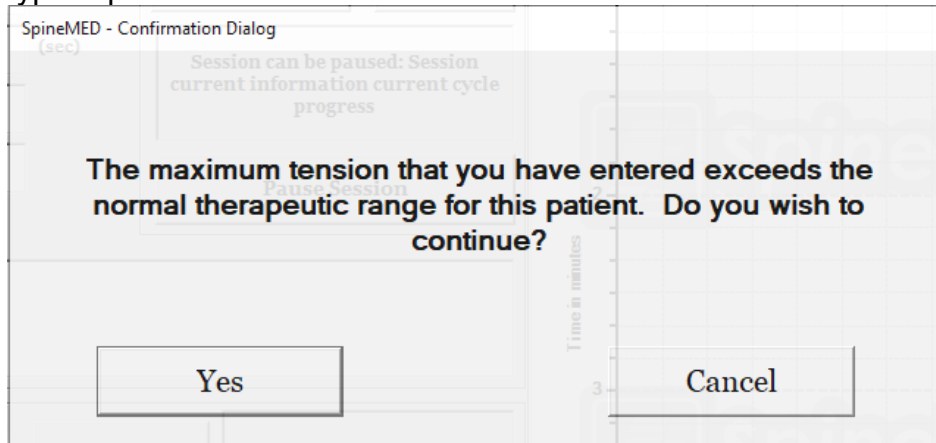 SpineMED - Confirmation Dialog
(sec)
Session can be paused: Session
current information current cycle
progress
The maximum tension that you have entered exceeds the
Pause Session
2
normal therapeutic range for this patient. Do you wish to
continue?
Time in minutes
Yes
3
Cancel